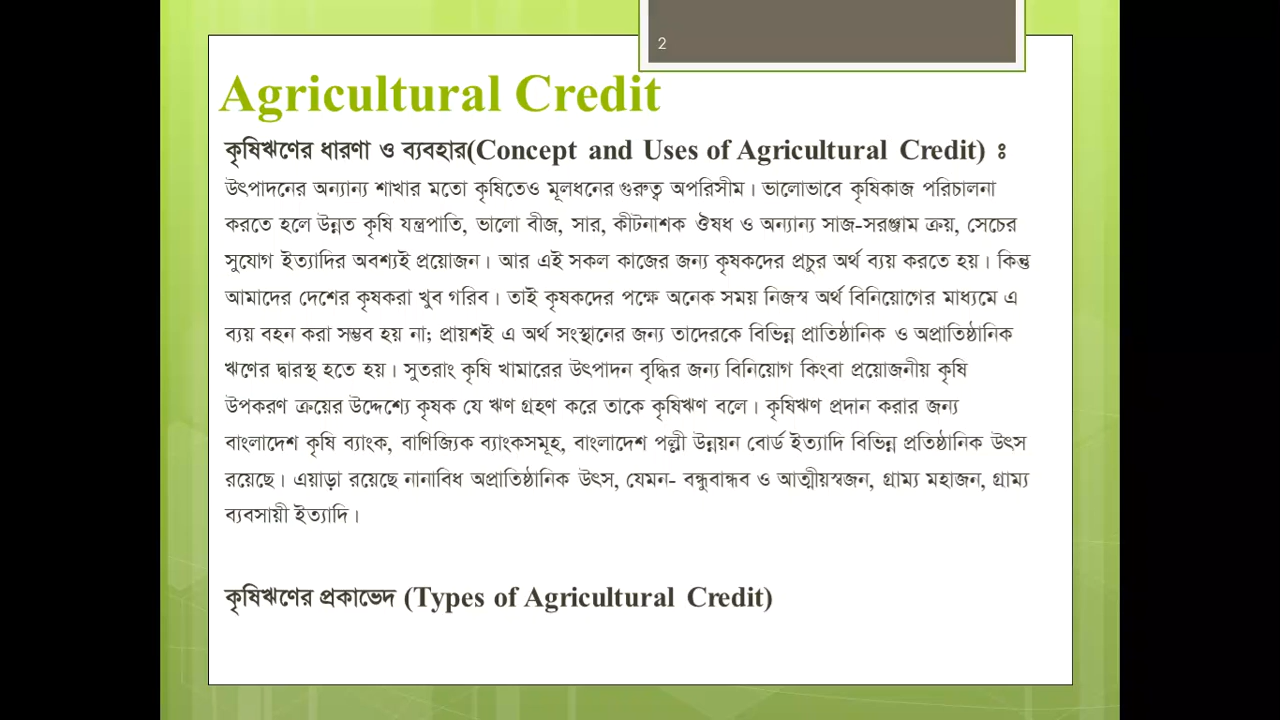 2
Agricultural Credit
কৃষিঋণের ধারণা ও ব্যবহার(Concept and Uses of Agricultural Credit) ঃ
উৎপাদনের অন্যান্য শাখার মতো কৃষিতেও মূলধনের গুরুত্ব অপরিসীম। ভালোভাবে কৃষিকাজ পরিচালনা
করতে হলে উন্নত কৃষি যন্ত্রপাতি, ভালো বীজ, সার, কীটনাশক ঔষধ ও অন্যান্য সাজ-সরঞ্জাম ক্রয়, সেচের
সুযোগ ইত্যাদির অবশ্যই প্রয়োজন। আর এই সকল কাজের জন্য কৃষকদের প্রচুর অর্থ ব্যয় করতে হয়। কিন্তু
আমাদের দেশের কৃষকরা খুব গরিব। তাই কৃষকদের পক্ষে অনেক সময় নিজস্ব অর্থ বিনিয়োগের মাধ্যমে এ
ব্যয় বহন করা সম্ভব হয় না; প্রায়শই এ অর্থ সংস্থানের জন্য তাদেরকে বিভিন্ন প্রাতিষ্ঠানিক ও অপ্রাতিষ্ঠানিক
ঋণের দ্বারস্থ হতে হয়। সুতরাং কৃষি খামারের উৎপাদন বৃদ্ধির জন্য বিনিয়োগ কিংবা প্রয়োজনীয় কৃষি
উপকরণ ক্রয়ের উদ্দেশ্যে কৃষক যে ঋণ গ্রহণ করে তাকে কৃষিঋণ বলে। কৃষিঋণ প্রদান করার জন্য
বাংলাদেশ কৃষি ব্যাংক, বাণিজ্যিক ব্যাংকসমূহ, বাংলাদেশ পল্লী উন্নয়ন বোর্ড ইত্যাদি বিভিন্ন প্রতিষ্ঠানিক উৎস
রয়েছে। এয়াড়া রয়েছে নানাবিধ অপ্রাতিষ্ঠানিক উৎস, যেমন- বন্ধুবান্ধব ও আত্মীয়স্বজন, গ্রাম্য মহাজন, গ্রাম্য
ব্যবসায়ী ইত্যাদি।
কৃষিঋণের প্রকাভেদ (Types of Agricultural Credit)